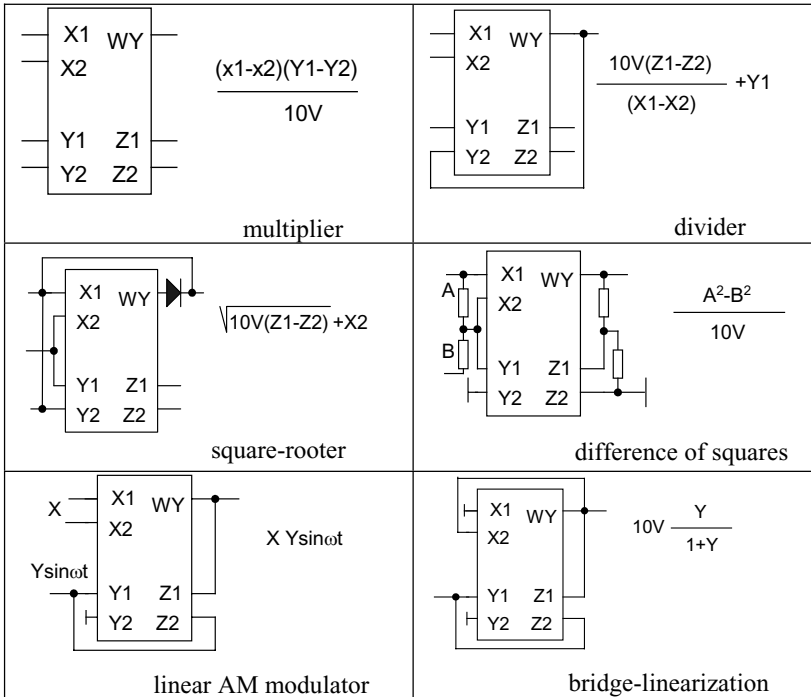 X1 WY
X2
Y1 Z1
Y2 Z2
(x1-x2)(Y1-Y2)
10V
multiplier
X1 WY
X2
Y1 Z1
Y2 Z2
10V(Z1-Z2)
(X1-X2)
+Y1
divider
X1 WY
X2
Y1 Z1
Y2 Z2
√10V(Z1-Z2) +X2
square-rooter
A
B
X1 WY
X2
Y1 Z1
Y2 Z2
A²-B²
10V
difference of squares
X
Ysinωt
X1 WY
X2
Y1 Z1
Y2 Z2
X Ysinωt
linear AM modulator
X1 WY
X2
Y1 Z1
Y2 Z2
10V
Y
1+Y
bridge-linearization